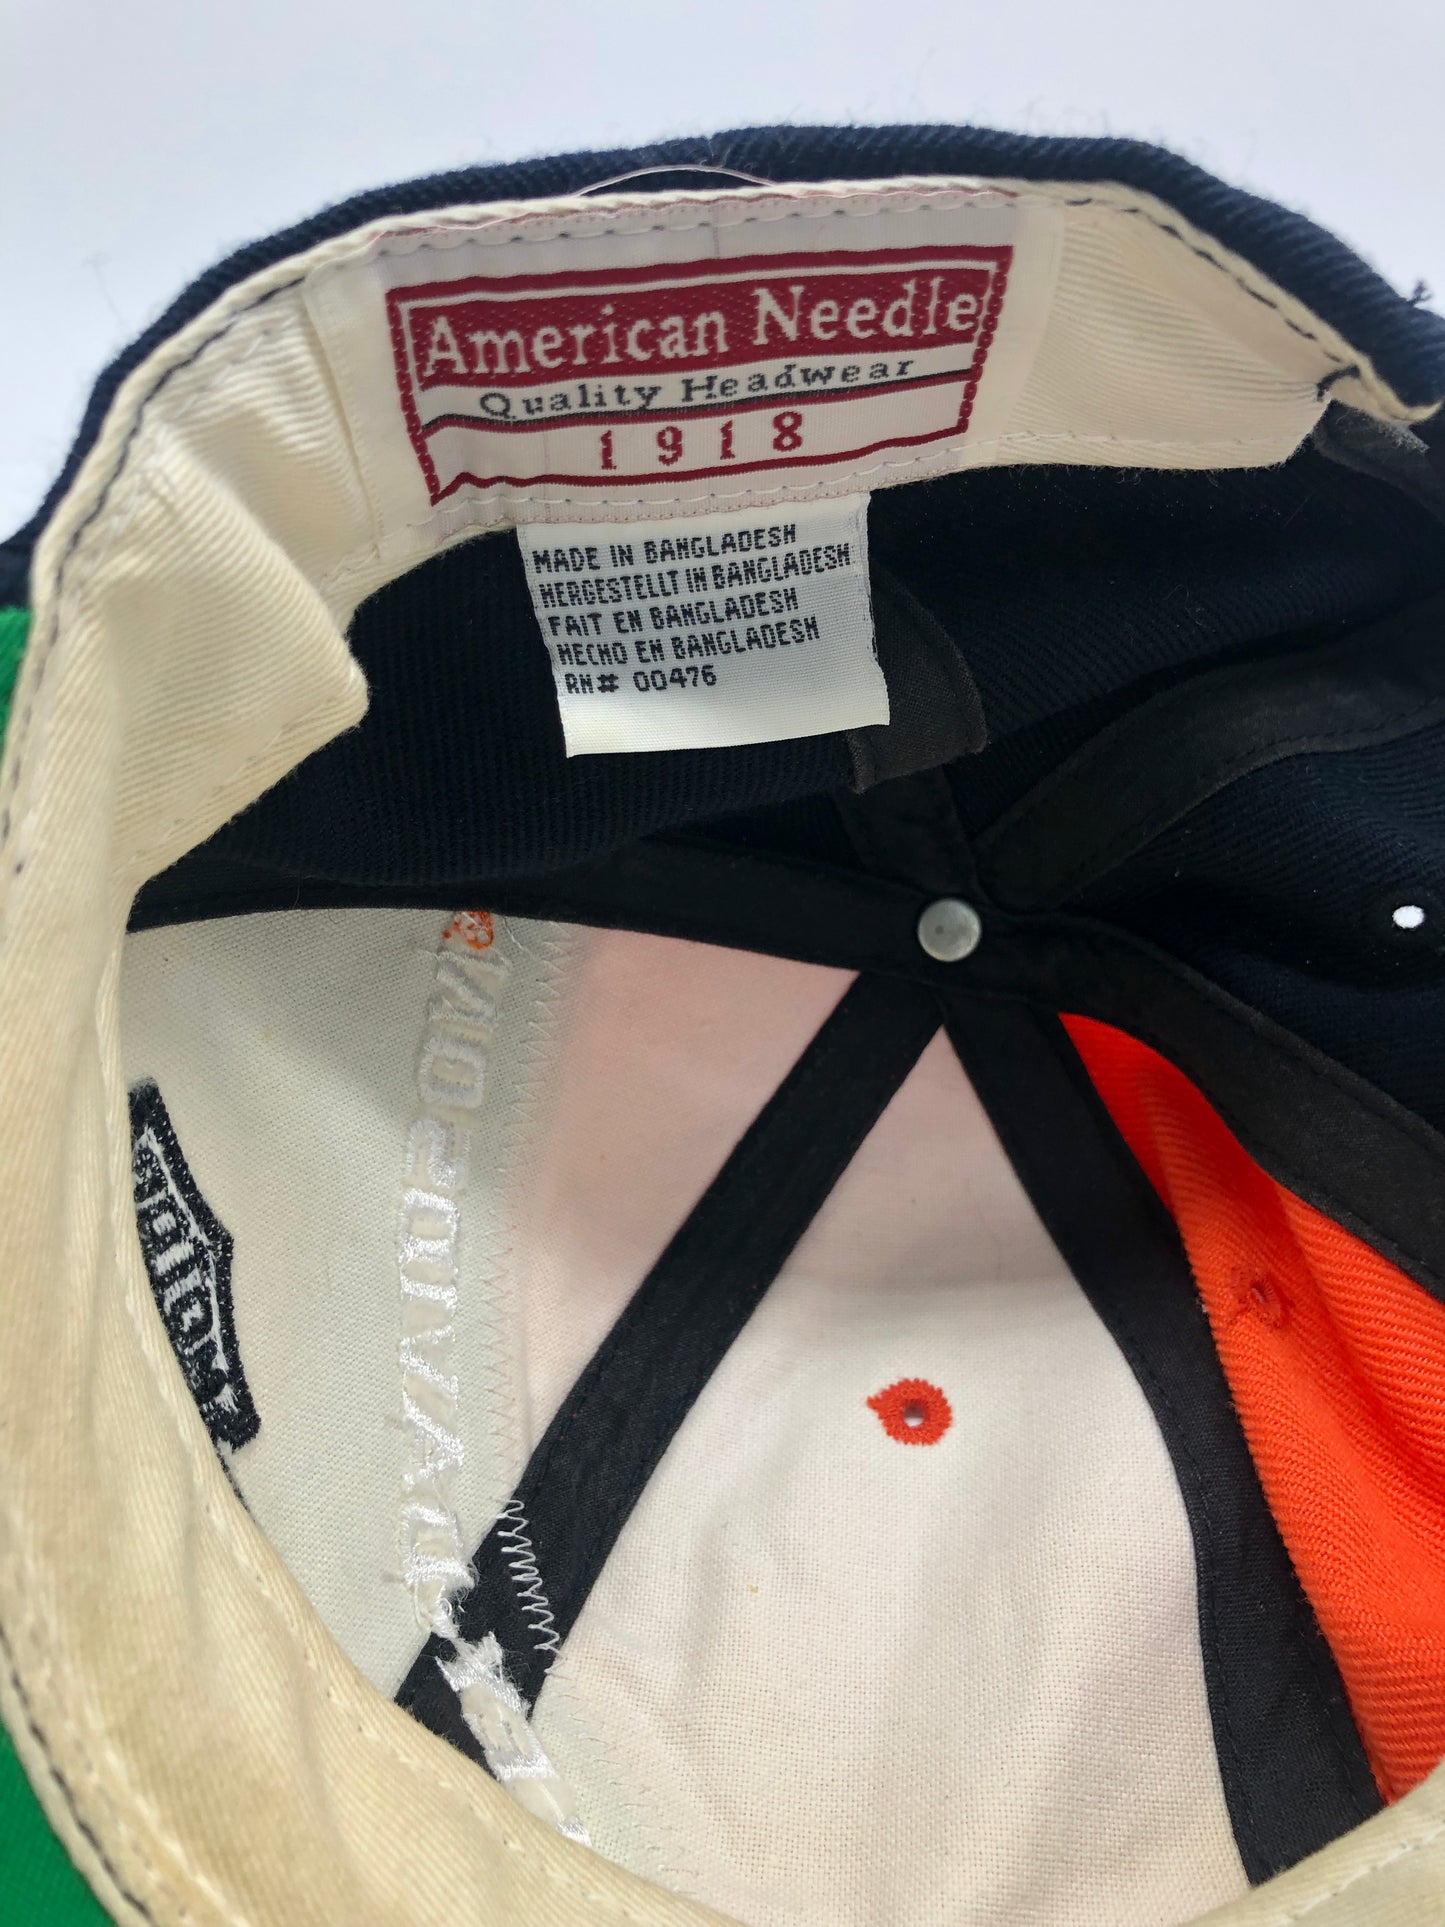 American Needle
Quality Headwear
1918
MADE IN BANGLADESH
HERGESTELLT IN BANGLADESH
FAIT EN BANGLADESH
HECHO EN BANGLADESH
RN# 00476